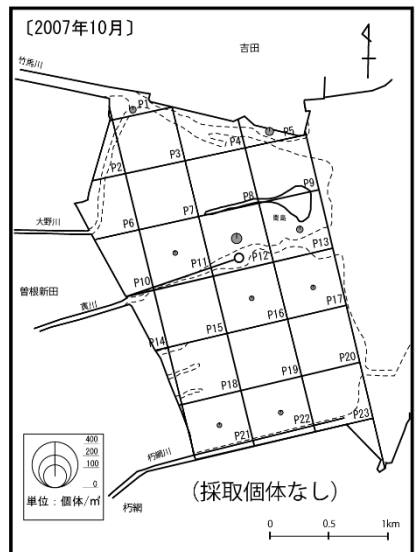 〔2007年10月〕
吉田
竹馬川
P1
P5
P4
P3
P2
P9
P8
P7
P6
間島
大野川
P13
P12
P11
P10
曽根新田
貫川
P17
P16
P15
P14
P20
P19
P18
P23
P22
P21
朽網川
朽網
400
200
100
0
単位：個体/㎡
(採取個体なし)
0 0.5 1km